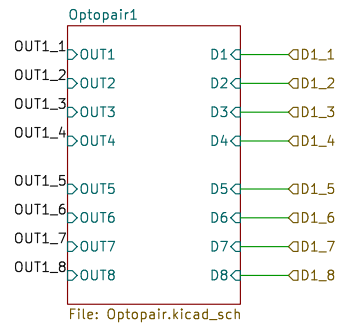 Optopair1
OUT1_1 OUT1 D1 D1_1
OUT1_2 OUT2 D2 D1_2
OUT1_3 OUT3 D3 D1_3
OUT1_4 OUT4 D4 D1_4
OUT1_5 OUT5 D5 D1_5
OUT1_6 OUT6 D6 D1_6
OUT1_7 OUT7 D7 D1_7
OUT1_8 OUT8 D8 D1_8
File: Optopair.kicad_sch